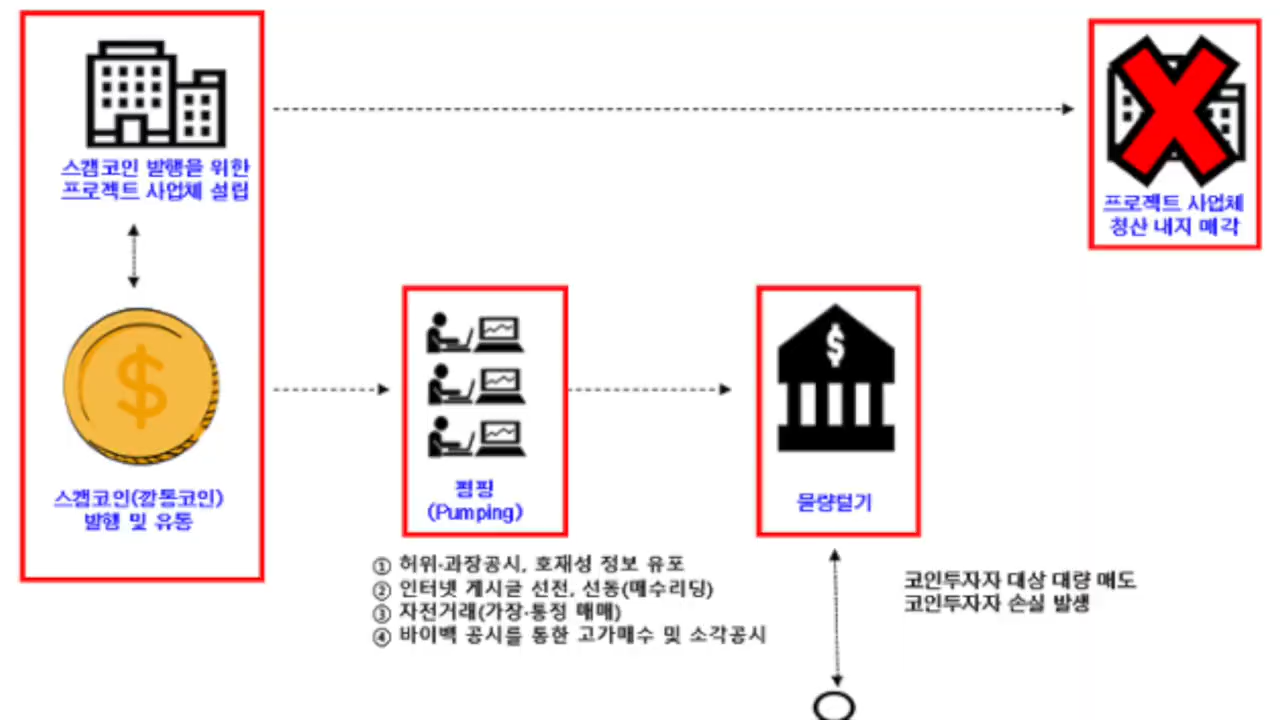 스캠코인 발행을 위한
프로젝트 사업체 설립
스캠코인(깡통코인)
발행 및 유통
펌핑
(Pumping)
① 허위·과장공시, 호재성 정보 유포
② 인터넷 게시글 선전, 선동(매수리딩)
③ 자전거래(가장·통정 매매)
④ 바이백 공시를 통한 고가매수 및 소각공시
물량털기
코인투자자 대상 대량 매도
코인투자자 손실 발생
프로젝트 사업체
청산 내지 매각